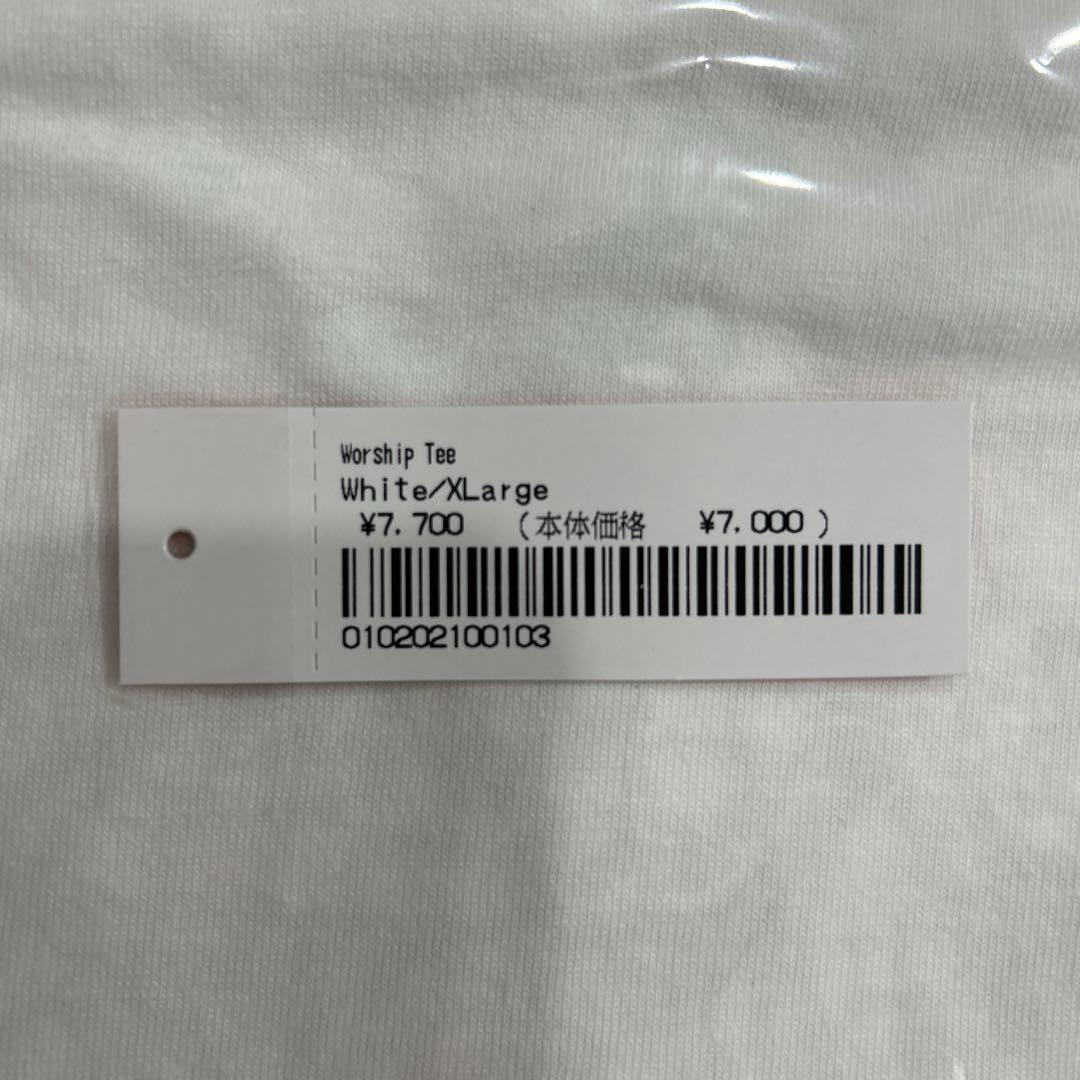 Worship Tee
White/XLarge
¥7,700 (本体価格 ¥7,000)
010202100103